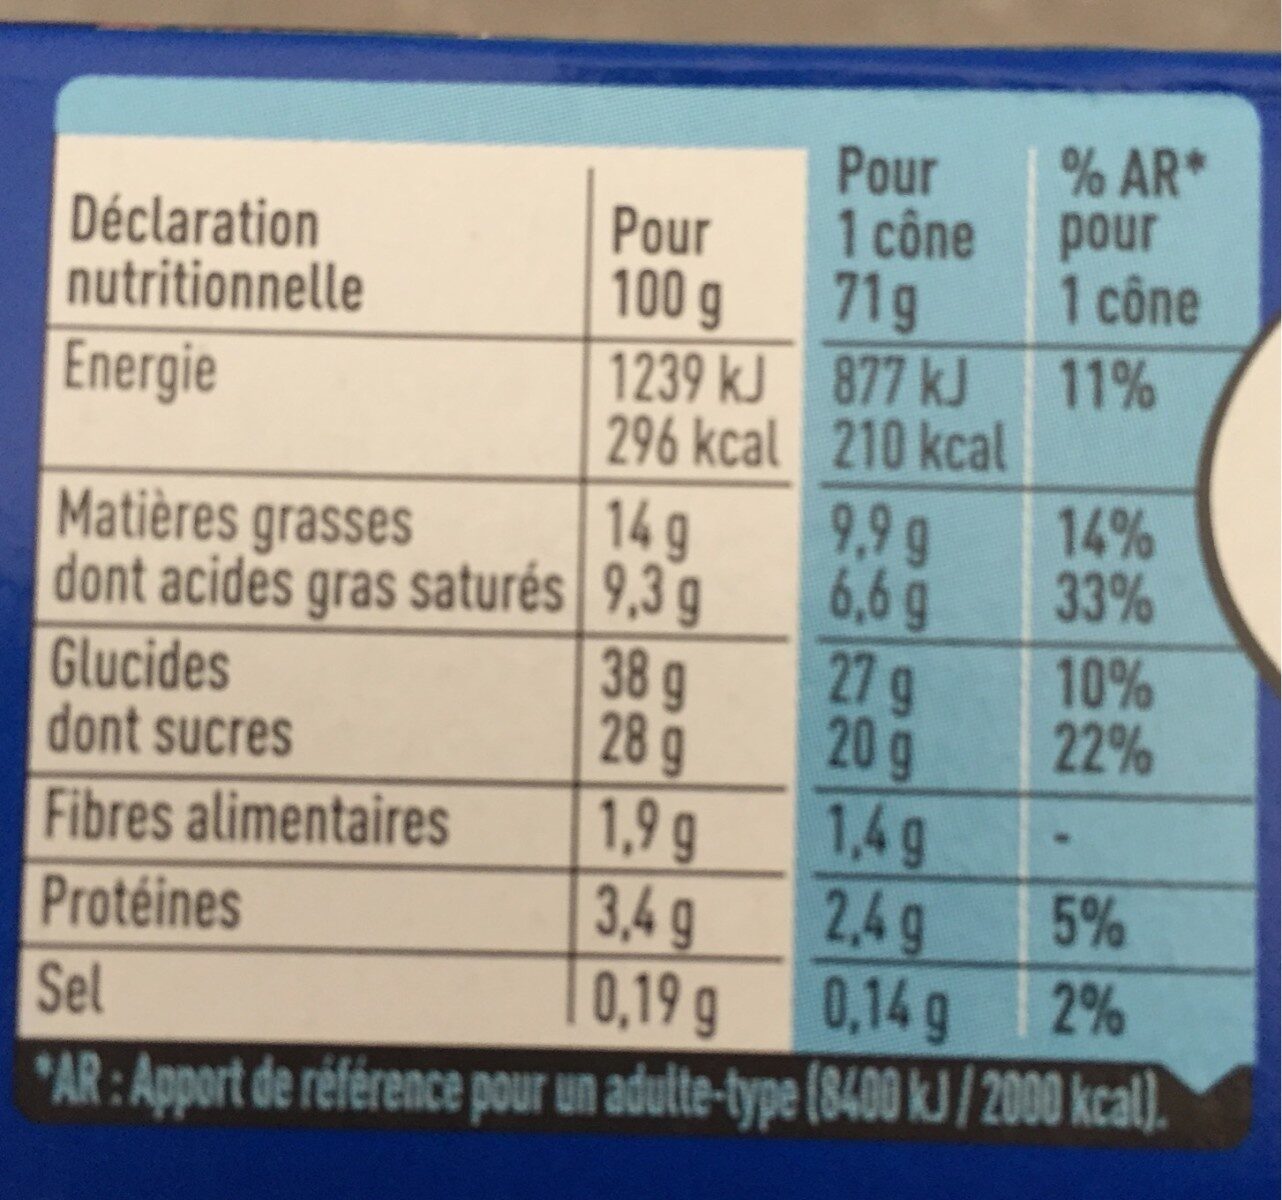 Déclaration nutritionnelle Pour 100 g Pour 1 cône 71 g % AR* pour 1 cône
Energie 1239 kJ 877 kJ 11%
296 kcal 210 kcal
Matières grasses 14 g 9,9 g 14%
dont acides gras saturés 9,3 g 6,6 g 33%
Glucides 38 g 27 g 10%
dont sucres 28 g 20 g 22%
Fibres alimentaires 1,9 g 1,4 g -
Protéines 3,4 g 2,4 g 5%
Sel 0,19 g 0,14 g 2%
*AR : Apport de référence pour un adulte-type (8400 kJ / 2000 kcal).